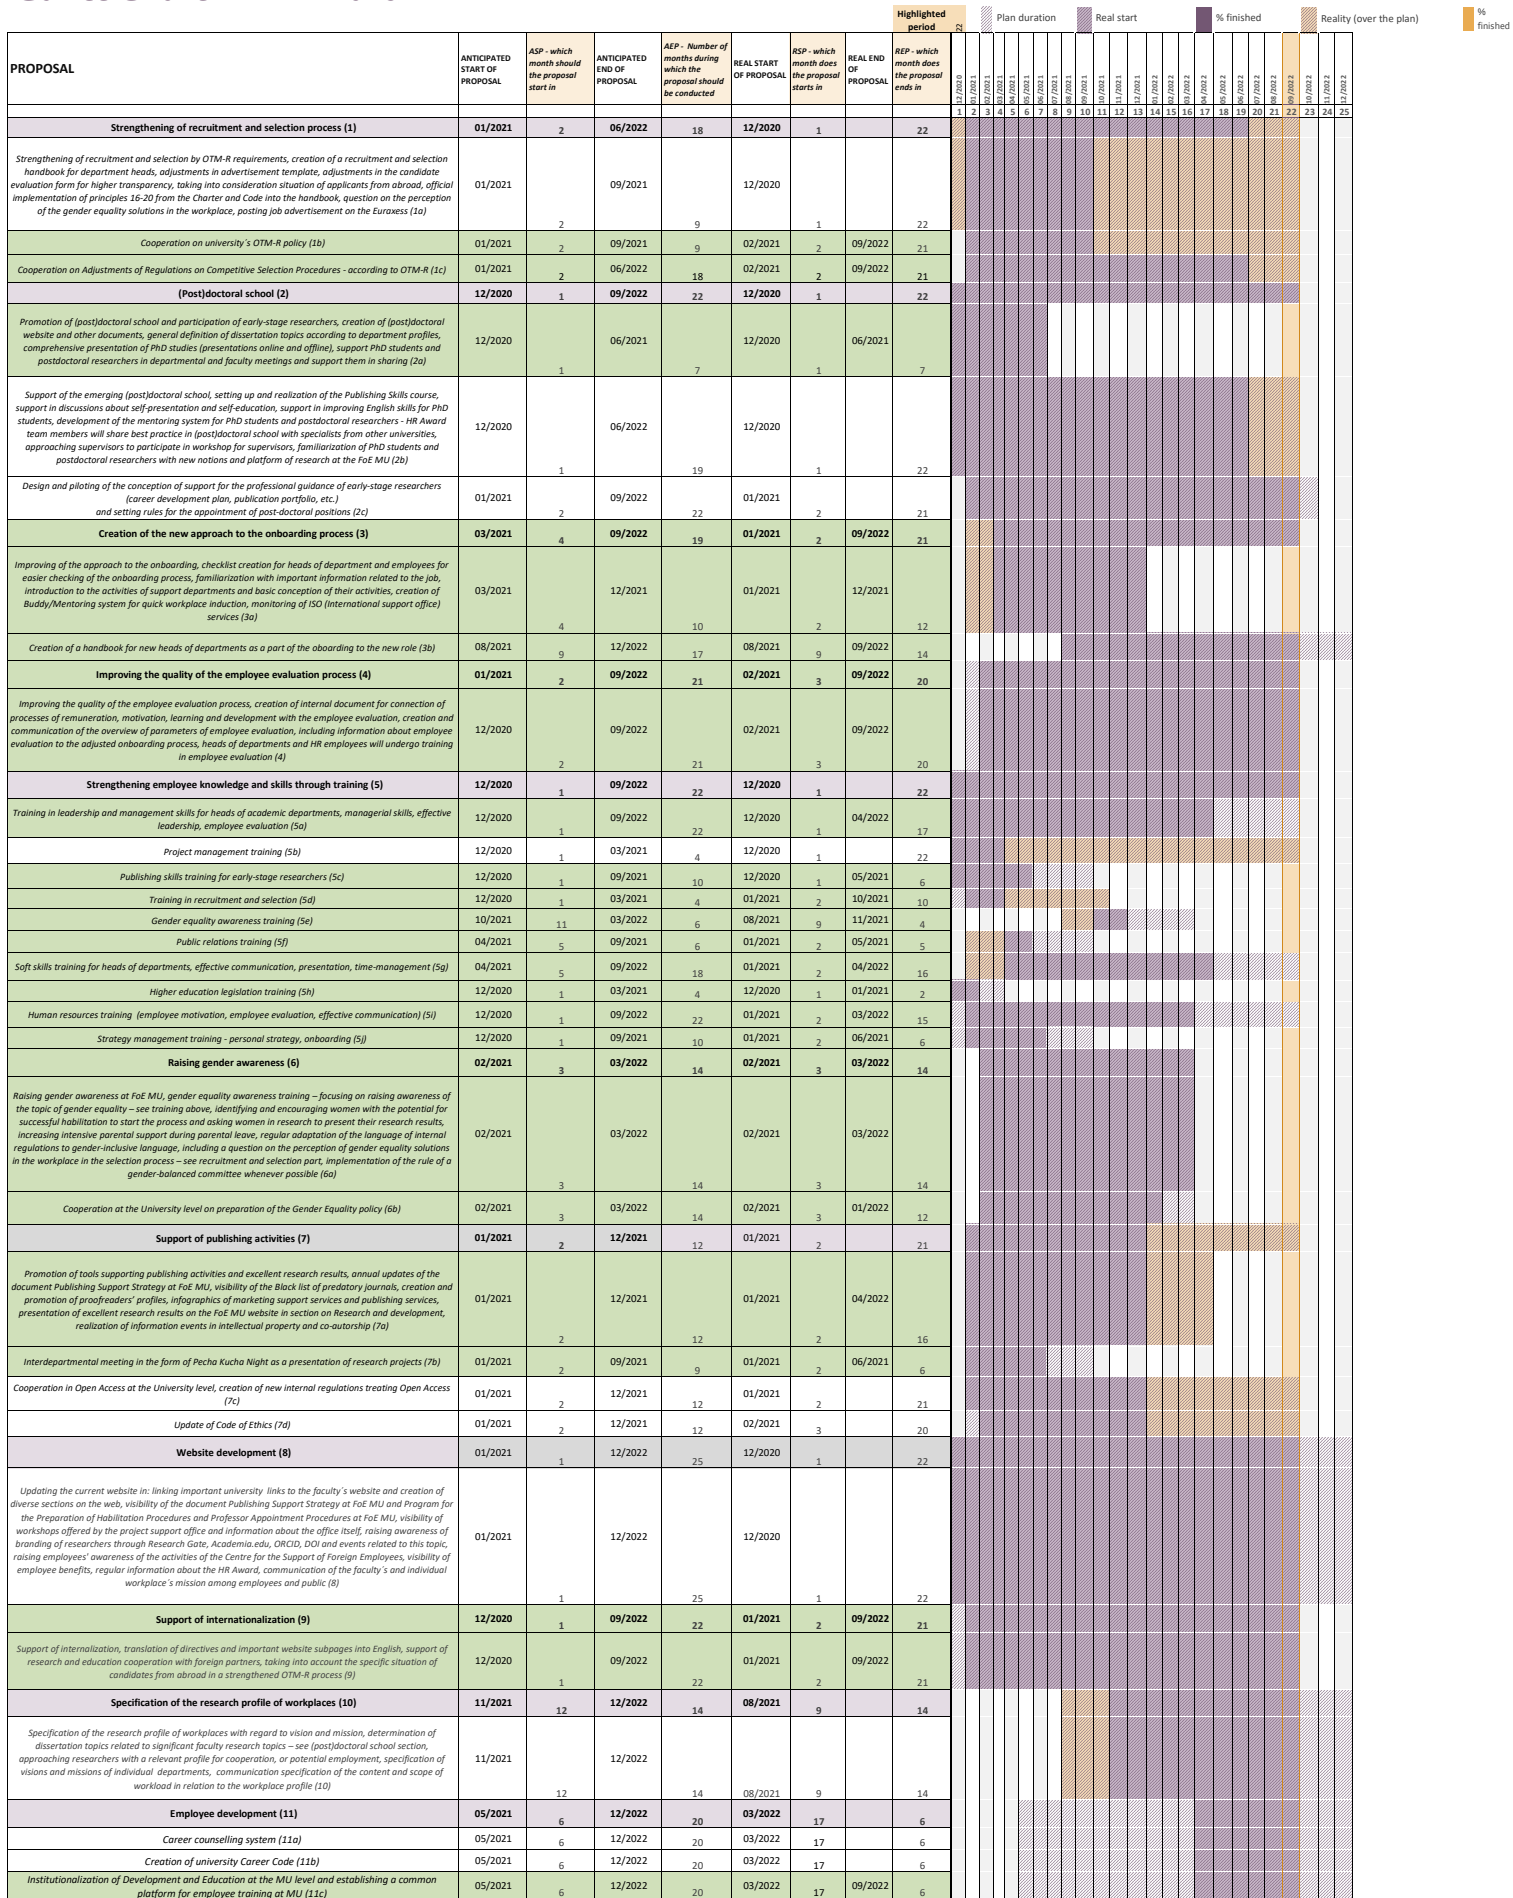 Highlighted period 22 Plan duration Real start % finished Reality (over the plan) % finished
PROPOSAL
ANTICIPATED START OF PROPOSAL
ASP - which month should the proposal start in
ANTICIPATED END OF PROPOSAL
AEP - Number of months during which the proposal should be conducted
REAL START OF PROPOSAL
RSP - which month does the proposal starts in
REAL END OF PROPOSAL
REP - which month does the proposal ends in
12/2020 01/2021 02/2021 03/2021 04/2021 05/2021 06/2021 07/2021 08/2021 09/2021 10/2021 11/2021 12/2021 01/2022 02/2022 03/2022 04/2022 05/2022 06/2022 07/2022 08/2022 09/2022 10/2022 11/2022 12/2022
1 2 3 4 5 6 7 8 9 10 11 12 13 14 15 16 17 18 19 20 21 22 23 24 25
Strengthening of recruitment and selection process (1) 01/2021 2 06/2022 18 12/2020 1 22
Strengthening of recruitment and selection by OTM-R requirements, creation of a recruitment and selection
handbook for department heads, adjustments in advertisement template, adjustments in the candidate
evaluation form for higher transparency, taking into consideration situation of applicants from abroad, official
implementation of principles 16-20 from the Charter and Code into the handbook, question on the perception
of the gender equality solutions in the workplace, posting job advertisement on the Euraxess (1a)
01/2021 2 09/2021 9 12/2020 1 22
Cooperation on university´s OTM-R policy (1b) 01/2021 2 09/2021 9 02/2021 2 09/2022 21
Cooperation on Adjustments of Regulations on Competitive Selection Procedures - according to OTM-R (1c) 01/2021 2 06/2022 18 02/2021 2 09/2022 21
(Post)doctoral school (2) 12/2020 1 09/2022 22 12/2020 1 22
Promotion of (post)doctoral school and participation of early-stage researchers, creation of (post)doctoral
website and other documents, general definition of dissertation topics according to department profiles,
comprehensive presentation of PhD studies (presentations online and offline), support PhD students and
postdoctoral researchers in departmental and faculty meetings and support them in sharing (2a)
12/2020 1 06/2021 7 12/2020 1 06/2021 7
Support of the emerging (post)doctoral school, setting up and realization of the Publishing Skills course,
support in discussions about self-presentation and self-education, support in improving English skills for PhD
students, development of the mentoring system for PhD students and postdoctoral researchers - HR Award
team members will share best practice in (post)doctoral school with specialists from other universities,
approaching supervisors to participate in workshop for supervisors, familiarization of PhD students and
postdoctoral researchers with new notions and platform of research at the FoE MU (2b)
12/2020 1 06/2022 19 12/2020 1 22
Design and piloting of the conception of support for the professional guidance of early-stage researchers
(career development plan, publication portfolio, etc.)
and setting rules for the appointment of post-doctoral positions (2c)
01/2021 2 09/2022 22 01/2021 2 21
Creation of the new approach to the onboarding process (3) 03/2021 4 09/2022 19 01/2021 2 09/2022 21
Improving of the approach to the onboarding, checklist creation for heads of department and employees for
easier checking of the onboarding process, familiarization with important information related to the job,
introduction to the activities of support departments and basic conception of their activities, creation of
Buddy/Mentoring system for quick workplace induction, monitoring of ISO (International support office)
services (3a)
03/2021 4 12/2021 10 01/2021 2 12/2021 12
Creation of a handbook for new heads of departments as a part of the oboarding to the new role (3b) 08/2021 9 12/2022 17 08/2021 9 09/2022 14
Improving the quality of the employee evaluation process (4) 01/2021 2 09/2022 21 02/2021 3 09/2022 20
Improving the quality of the employee evaluation process, creation of internal document for connection of
processes of remuneration, motivation, learning and development with the employee evaluation, creation and
communication of the overview of parameters of employee evaluation, including information about employee
evaluation to the adjusted onboarding process, heads of departments and HR employees will undergo training
in employee evaluation (4)
12/2020 2 09/2022 21 02/2021 3 09/2022 20
Strengthening employee knowledge and skills through training (5) 12/2020 1 09/2022 22 12/2020 1 22
Training in leadership and management skills for heads of academic departments, managerial skills, effective
leadership, employee evaluation (5a)
12/2020 1 09/2022 22 12/2020 1 04/2022 17
Project management training (5b) 12/2020 1 03/2021 4 12/2020 1 22
Publishing skills training for early-stage researchers (5c) 12/2020 1 09/2021 10 12/2020 1 05/2021 6
Training in recruitment and selection (5d) 12/2020 1 03/2021 4 01/2021 2 10/2021 10
Gender equality awareness training (5e) 10/2021 11 03/2022 6 08/2021 9 11/2021 4
Public relations training (5f) 04/2021 5 09/2021 6 01/2021 2 05/2021 5
Soft skills training for heads of departments, effective communication, presentation, time-management (5g) 04/2021 5 09/2022 18 01/2021 2 04/2022 16
Higher education legislation training (5h) 12/2020 1 03/2021 4 12/2020 1 01/2021 2
Human resources training (employee motivation, employee evaluation, effective communication) (5i) 12/2020 1 09/2022 22 01/2021 2 03/2022 15
Strategy management training - personal strategy, onboarding (5j) 12/2020 1 09/2021 10 01/2021 2 06/2021 6
Raising gender awareness (6) 02/2021 3 03/2022 14 02/2021 3 03/2022 14
Raising gender awareness at FoE MU, gender equality awareness training – focusing on raising awareness of
the topic of gender equality – see training above, identifying and encouraging women with the potential for
successful habilitation to start the process and asking women in research to present their research results,
increasing intensive parental support during parental leave, regular adaptation of the language of internal
regulations to gender-inclusive language, including a question on the perception of gender equality solutions
in the workplace in the selection process – see recruitment and selection part, implementation of the rule of a
gender-balanced committee whenever possible (6a)
02/2021 3 03/2022 14 02/2021 3 03/2022 14
Cooperation at the University level on preparation of the Gender Equality policy (6b) 02/2021 3 03/2022 14 02/2021 3 01/2022 12
Support of publishing activities (7) 01/2021 2 12/2021 12 01/2021 2 21
Promotion of tools supporting publishing activities and excellent research results, annual updates of the
document Publishing Support Strategy at FoE MU, visibility of the Black list of predatory journals, creation and
promotion of proofreaders' profiles, infographics of marketing support services and publishing services,
presentation of excellent research results on the FoE MU website in section on Research and development,
realization of information events in intellectual property and co-autorship (7a)
01/2021 2 12/2021 12 01/2021 2 04/2022 16
Interdepartmental meeting in the form of Pecha Kucha Night as a presentation of research projects (7b) 01/2021 2 09/2021 9 01/2021 2 06/2021 6
Cooperation in Open Access at the University level, creation of new internal regulations treating Open Access
(7c)
01/2021 2 12/2021 12 01/2021 2 21
Update of Code of Ethics (7d) 01/2021 2 12/2021 12 02/2021 3 20
Website development (8) 01/2021 1 12/2022 25 12/2020 1 22
Updating the current website in: linking important university links to the faculty´s website and creation of
diverse sections on the web, visibility of the document Publishing Support Strategy at FoE MU and Program for
the Preparation of Habilitation Procedures and Professor Appointment Procedures at FoE MU, visibility of
workshops offered by the project support office and information about the office itself, raising awareness of
branding of researchers through Research Gate, Academia.edu, ORCID, DOI and events related to this topic,
raising employees' awareness of the activities of the Centre for the Support of Foreign Employees, visibility of
employee benefits, regular information about the HR Award, communication of the faculty´s and individual
workplace´s mission among employees and public (8)
01/2021 1 12/2022 25 12/2020 1 22
Support of internationalization (9) 12/2020 1 09/2022 22 01/2021 2 09/2022 21
Support of internalization, translation of directives and important website subpages into English, support of
research and education cooperation with foreign partners, taking into account the specific situation of
candidates from abroad in a strengthened OTM-R process (9)
12/2020 1 09/2022 22 01/2021 2 09/2022 21
Specification of the research profile of workplaces (10) 11/2021 12 12/2022 14 08/2021 9 14
Specification of the research profile of workplaces with regard to vision and mission, determination of
dissertation topics related to significant faculty research topics – see (post)doctoral school section,
approaching researchers with a relevant profile for cooperation, or potential employment, specification of
visions and missions of individual departments, communication specification of the content and scope of
workload in relation to the workplace profile (10)
11/2021 12 12/2022 14 08/2021 9 14
Employee development (11) 05/2021 6 12/2022 20 03/2022 17 6
Career counselling system (11a) 05/2021 6 12/2022 20 03/2022 17 6
Creation of university Career Code (11b) 05/2021 6 12/2022 20 03/2022 17 6
Institutionalization of Development and Education at the MU level and establishing a common
platform for employee training at MU (11c)
05/2021 6 12/2022 20 03/2022 17 09/2022 6